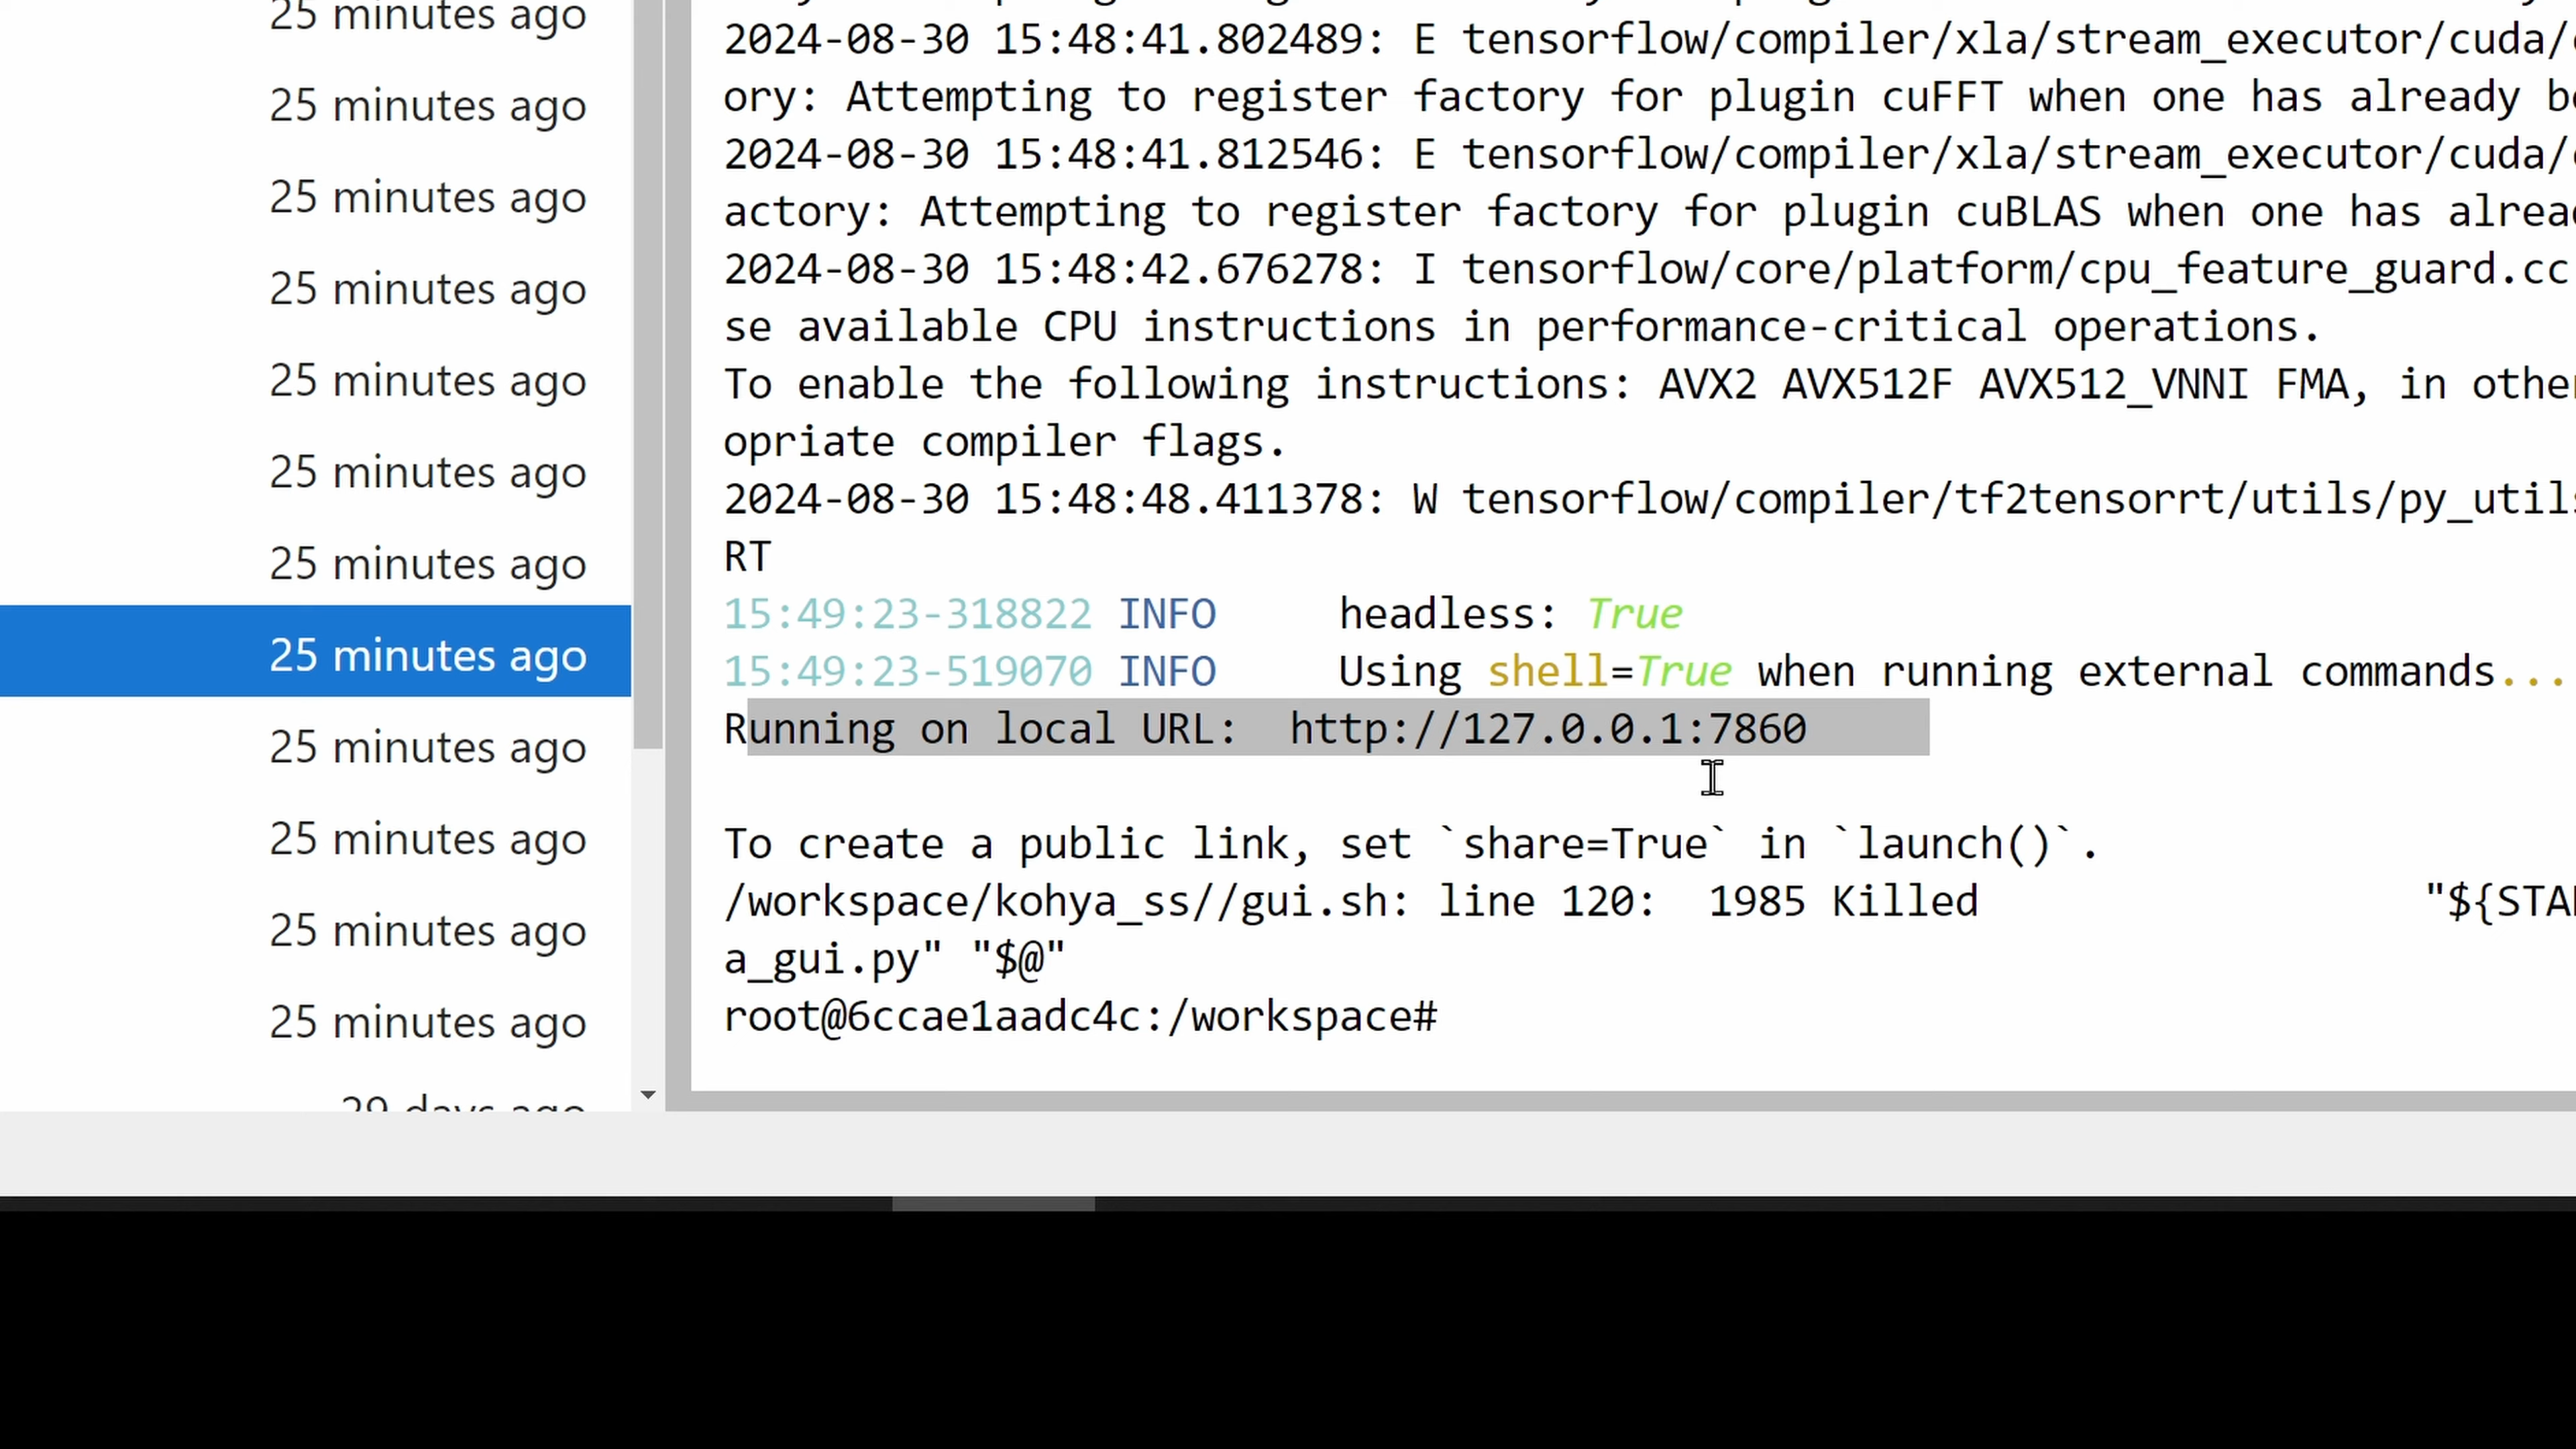 25 minutes ago
25 minutes ago
25 minutes ago
25 minutes ago
25 minutes ago
25 minutes ago
25 minutes ago
25 minutes ago
25 minutes ago
25 minutes ago
25 minutes ago
25 minutes ago
29 days ago
2024-08-30 15:48:41.802489: E tensorflow/compiler/xla/stream_executor/cuda/
ory: Attempting to register factory for plugin cuFFT when one has already
2024-08-30 15:48:41.812546: E tensorflow/compiler/xla/stream_executor/cuda/
actory: Attempting to register factory for plugin cuBLAS when one has
2024-08-30 15:48:42.676278: I tensorflow/core/platform/cpu_feature_guard.cc
se available CPU instructions in performance-critical operations.
To enable the following instructions: AVX2 AVX512F AVX512_VNNI FMA, in
opriate compiler flags.
2024-08-30 15:48:48.411378: W tensorflow/compiler/tf2tensorrt/utils/py_utils
RT
15:49:23-318822 INFO headless: True
15:49:23-519070 INFO Using shell=True when running external commands...
Running on local URL: http://127.0.0.1:7860
To create a public link, set `share=True` in `launch()`.
/workspace/kohya_ss//gui.sh: line 120: 1985 Killed "${STA
a_gui.py" "$@"
root@6ccae1aadc4c:/workspace#